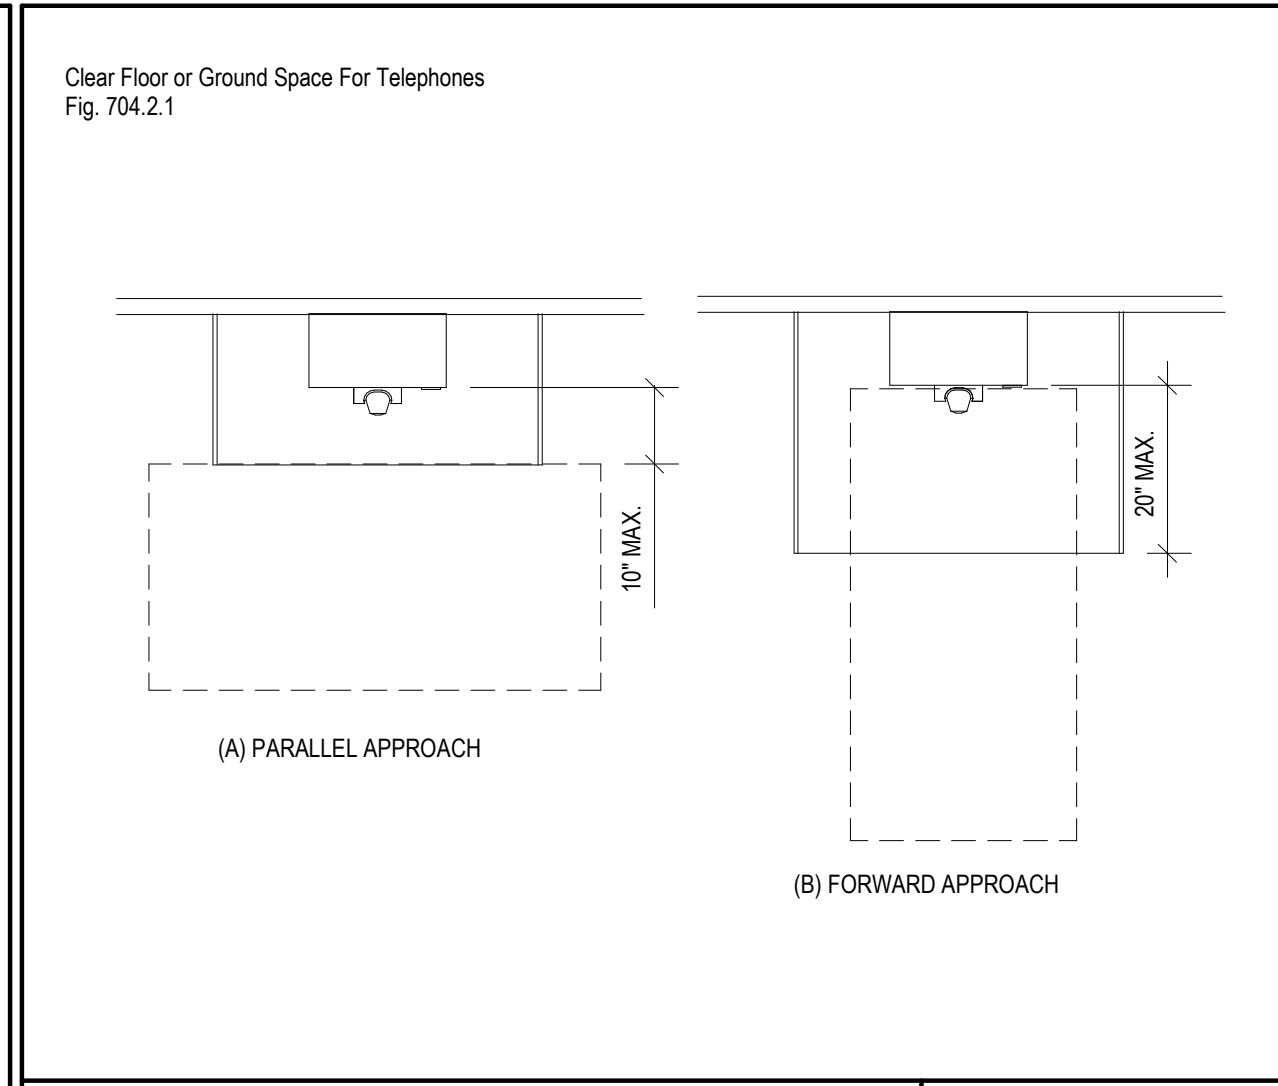 Clear Floor or Ground Space For Telephones
Fig. 704.2.1
10" MAX.
20" MAX.
(A) PARALLEL APPROACH
(B) FORWARD APPROACH